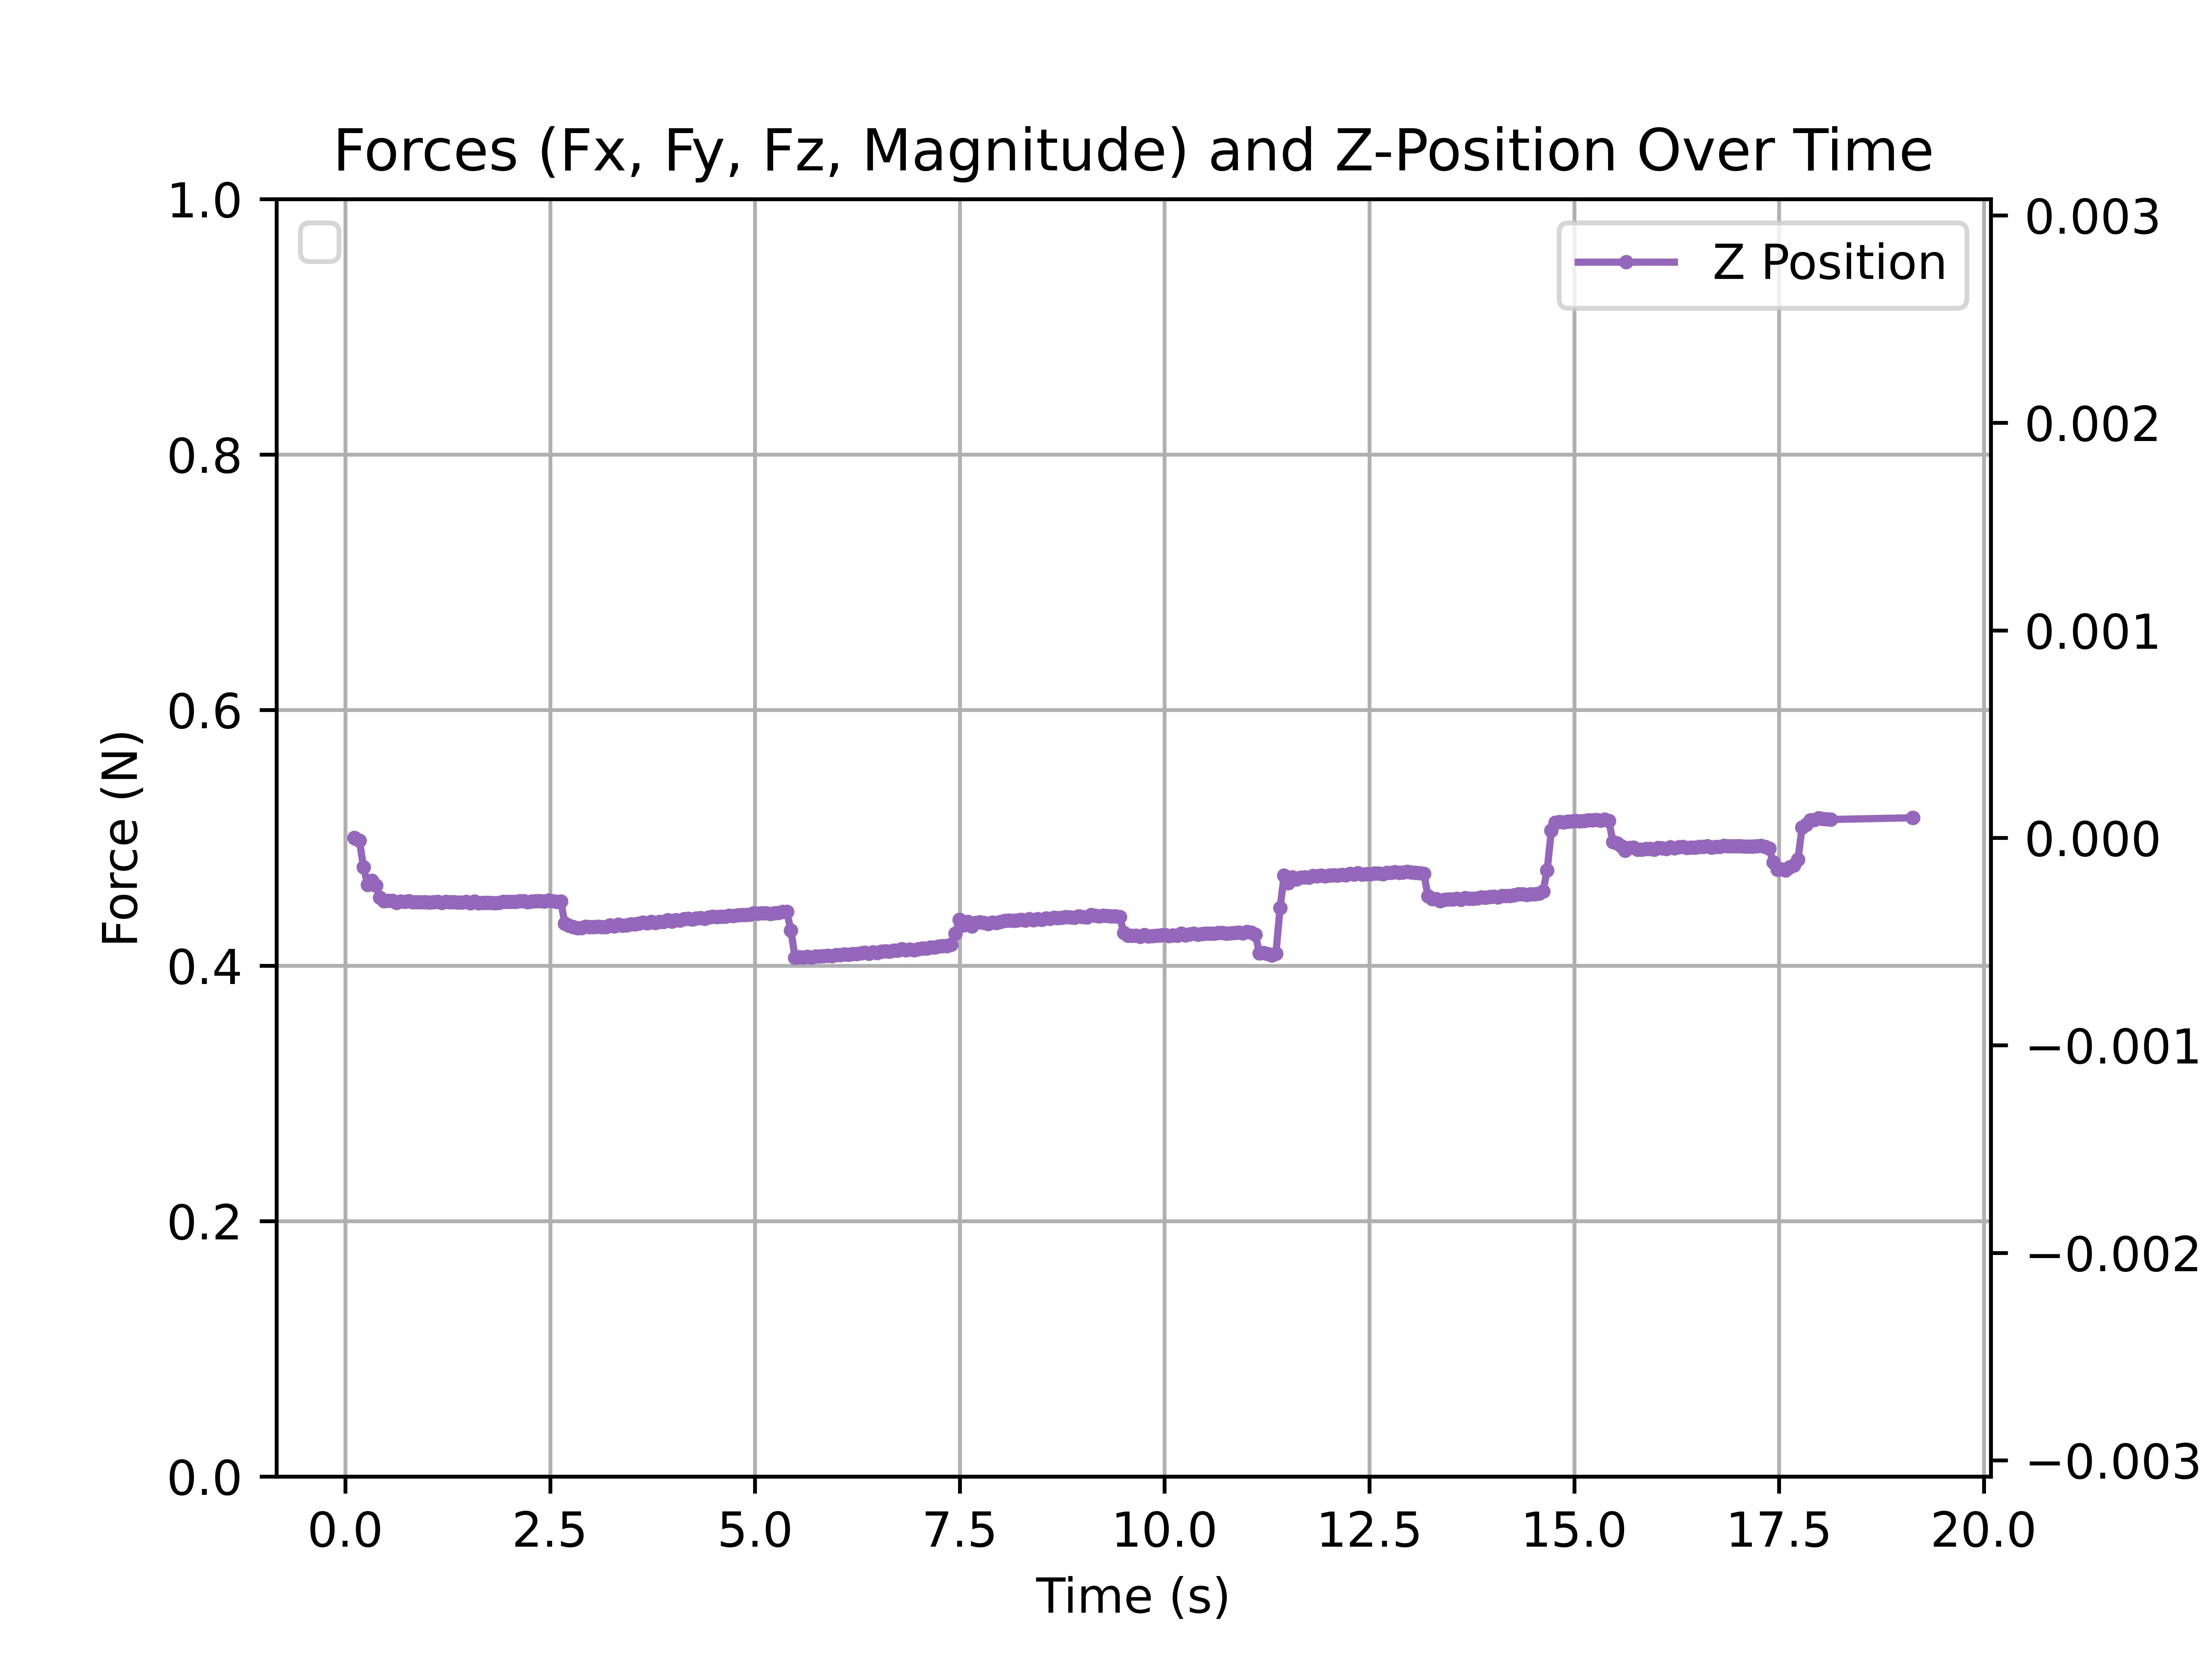 Forces (Fx, Fy, Fz, Magnitude) and Z-Position Over Time
Z Position
Force (N)
1.0
0.8
0.6
0.4
0.2
0.0
0.003
0.002
0.001
0.000
−0.001
−0.002
−0.003
0.0 2.5 5.0 7.5 10.0 12.5 15.0 17.5 20.0
Time (s)